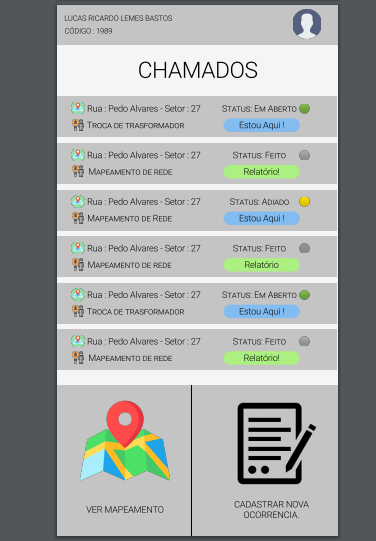 LUCAS RICARDO LEMES BASTOS
CÓDIGO : 1989
CHAMADOS
Rua : Pedo Alvares - Setor : 27 STATUS: EM ABERTO
TROCA DE TRASFORMADOR Estou Aqui !
Rua : Pedo Alvares - Setor : 27 STATUS: FEITO
MAPEAMENTO DE REDE Relatório!
Rua : Pedo Alvares - Setor : 27 STATUS: ADIADO
MAPEAMENTO DE REDE Estou Aqui !
Rua : Pedo Alvares - Setor : 27 STATUS: FEITO
MAPEAMENTO DE REDE Relatório
Rua : Pedo Alvares - Setor : 27 STATUS: EM ABERTO
TROCA DE TRASFORMADOR Estou Aqui !
Rua : Pedo Alvares - Setor : 27 STATUS: FEITO
MAPEAMENTO DE REDE Relatório!
VER MAPEAMENTO
CADASTRAR NOVA
OCORRENCIA.